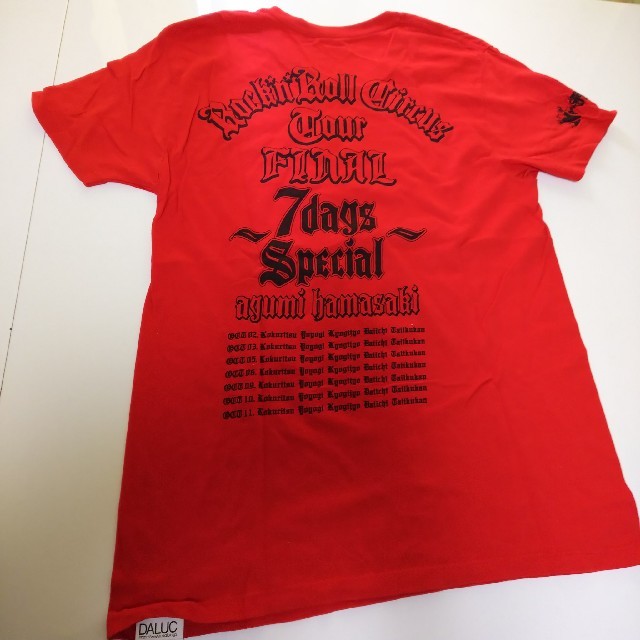 Rockin'Roll Circus
Tour
FINAL
7days
~Special~
ayumi hamasaki
OCT 02. Kokuritsu Yoyogi Kyogijyo Daiichi Taiikukan
OCT 03. Kokuritsu Yoyogi Kyogijyo Daiichi Taiikukan
OCT 05. Kokuritsu Yoyogi Kyogijyo Daiichi Taiikukan
OCT 06. Kokuritsu Yoyogi Kyogijyo Daiichi Taiikukan
OCT 08. Kokuritsu Yoyogi Kyogijyo Daiichi Taiikukan
OCT 10. Kokuritsu Yoyogi Kyogijyo Daiichi Taiikukan
OCT 11. Kokuritsu Yoyogi Kyogijyo Daiichi Taiikukan
DALUC